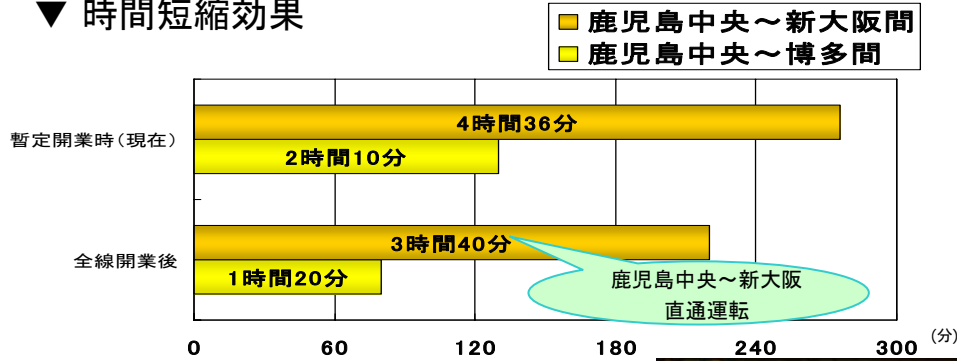 ▼ 時間短縮効果
鹿児島中央～新大阪間
鹿児島中央～博多間
暫定開業時(現在)
4時間36分
2時間10分
全線開業後
3時間40分
1時間20分
鹿児島中央～新大阪
直通運転
0 60 120 180 240 300 (分)